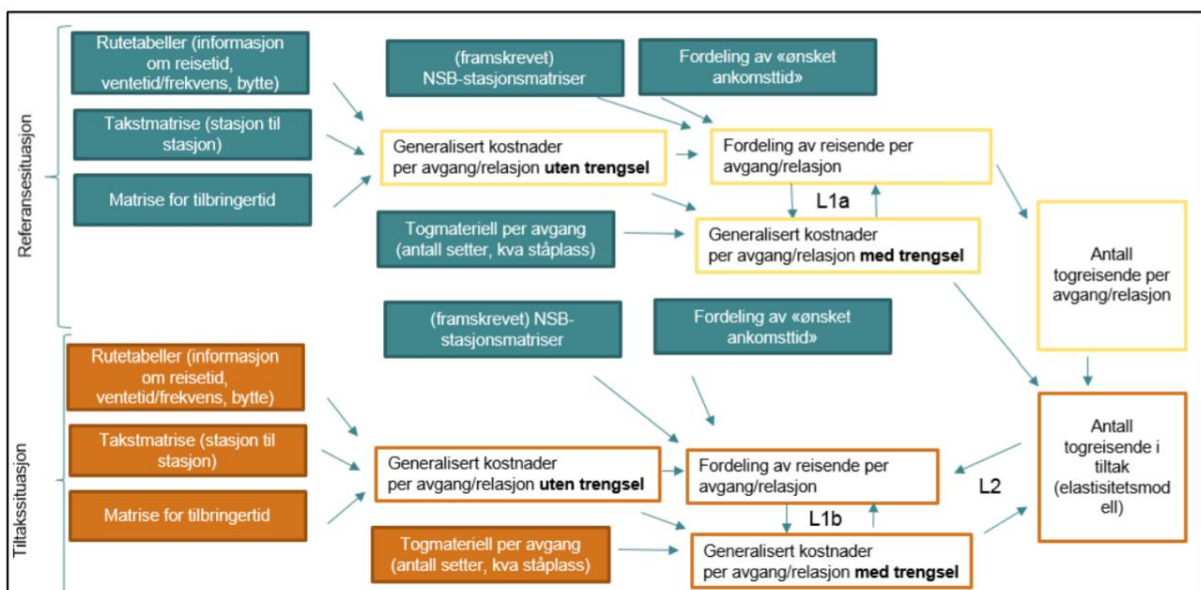 Referansesituasjon
Rutetabeller (informasjon
om reisetid,
ventetid/frekvens, bytte)
Takstmatrise (stasjon til
stasjon)
Matrise for tilbringertid
(framskrevet)
NSB-stasjonsmatriser
Fordeling av «ønsket
ankomsttid»
Generalisert kostnader
per avgang/relasjon uten trengsel
Fordeling av reisende per
avgang/relasjon
L1a
Togmateriell per avgang
(antall setter, kva ståplass)
Generalisert kostnader
per avgang/relasjon med trengsel
Antall
togreisende per
avgang/relasjon
Tiltakssituasjon
Rutetabeller (informasjon
om reisetid,
ventetid/frekvens, bytte)
Takstmatrise (stasjon til
stasjon)
Matrise for tilbringertid
(framskrevet) NSB-
stasjonsmatriser
Fordeling av «ønsket
ankomsttid»
Generalisert kostnader
per avgang/relasjon uten trengsel
Fordeling av reisende per
avgang/relasjon
L1b
Togmateriell per avgang
(antall setter, kva ståplass)
Generalisert kostnader
per avgang/relasjon med trengsel
L2
Antall
togreisende i
tiltak
(elastisitetsmod
ell)